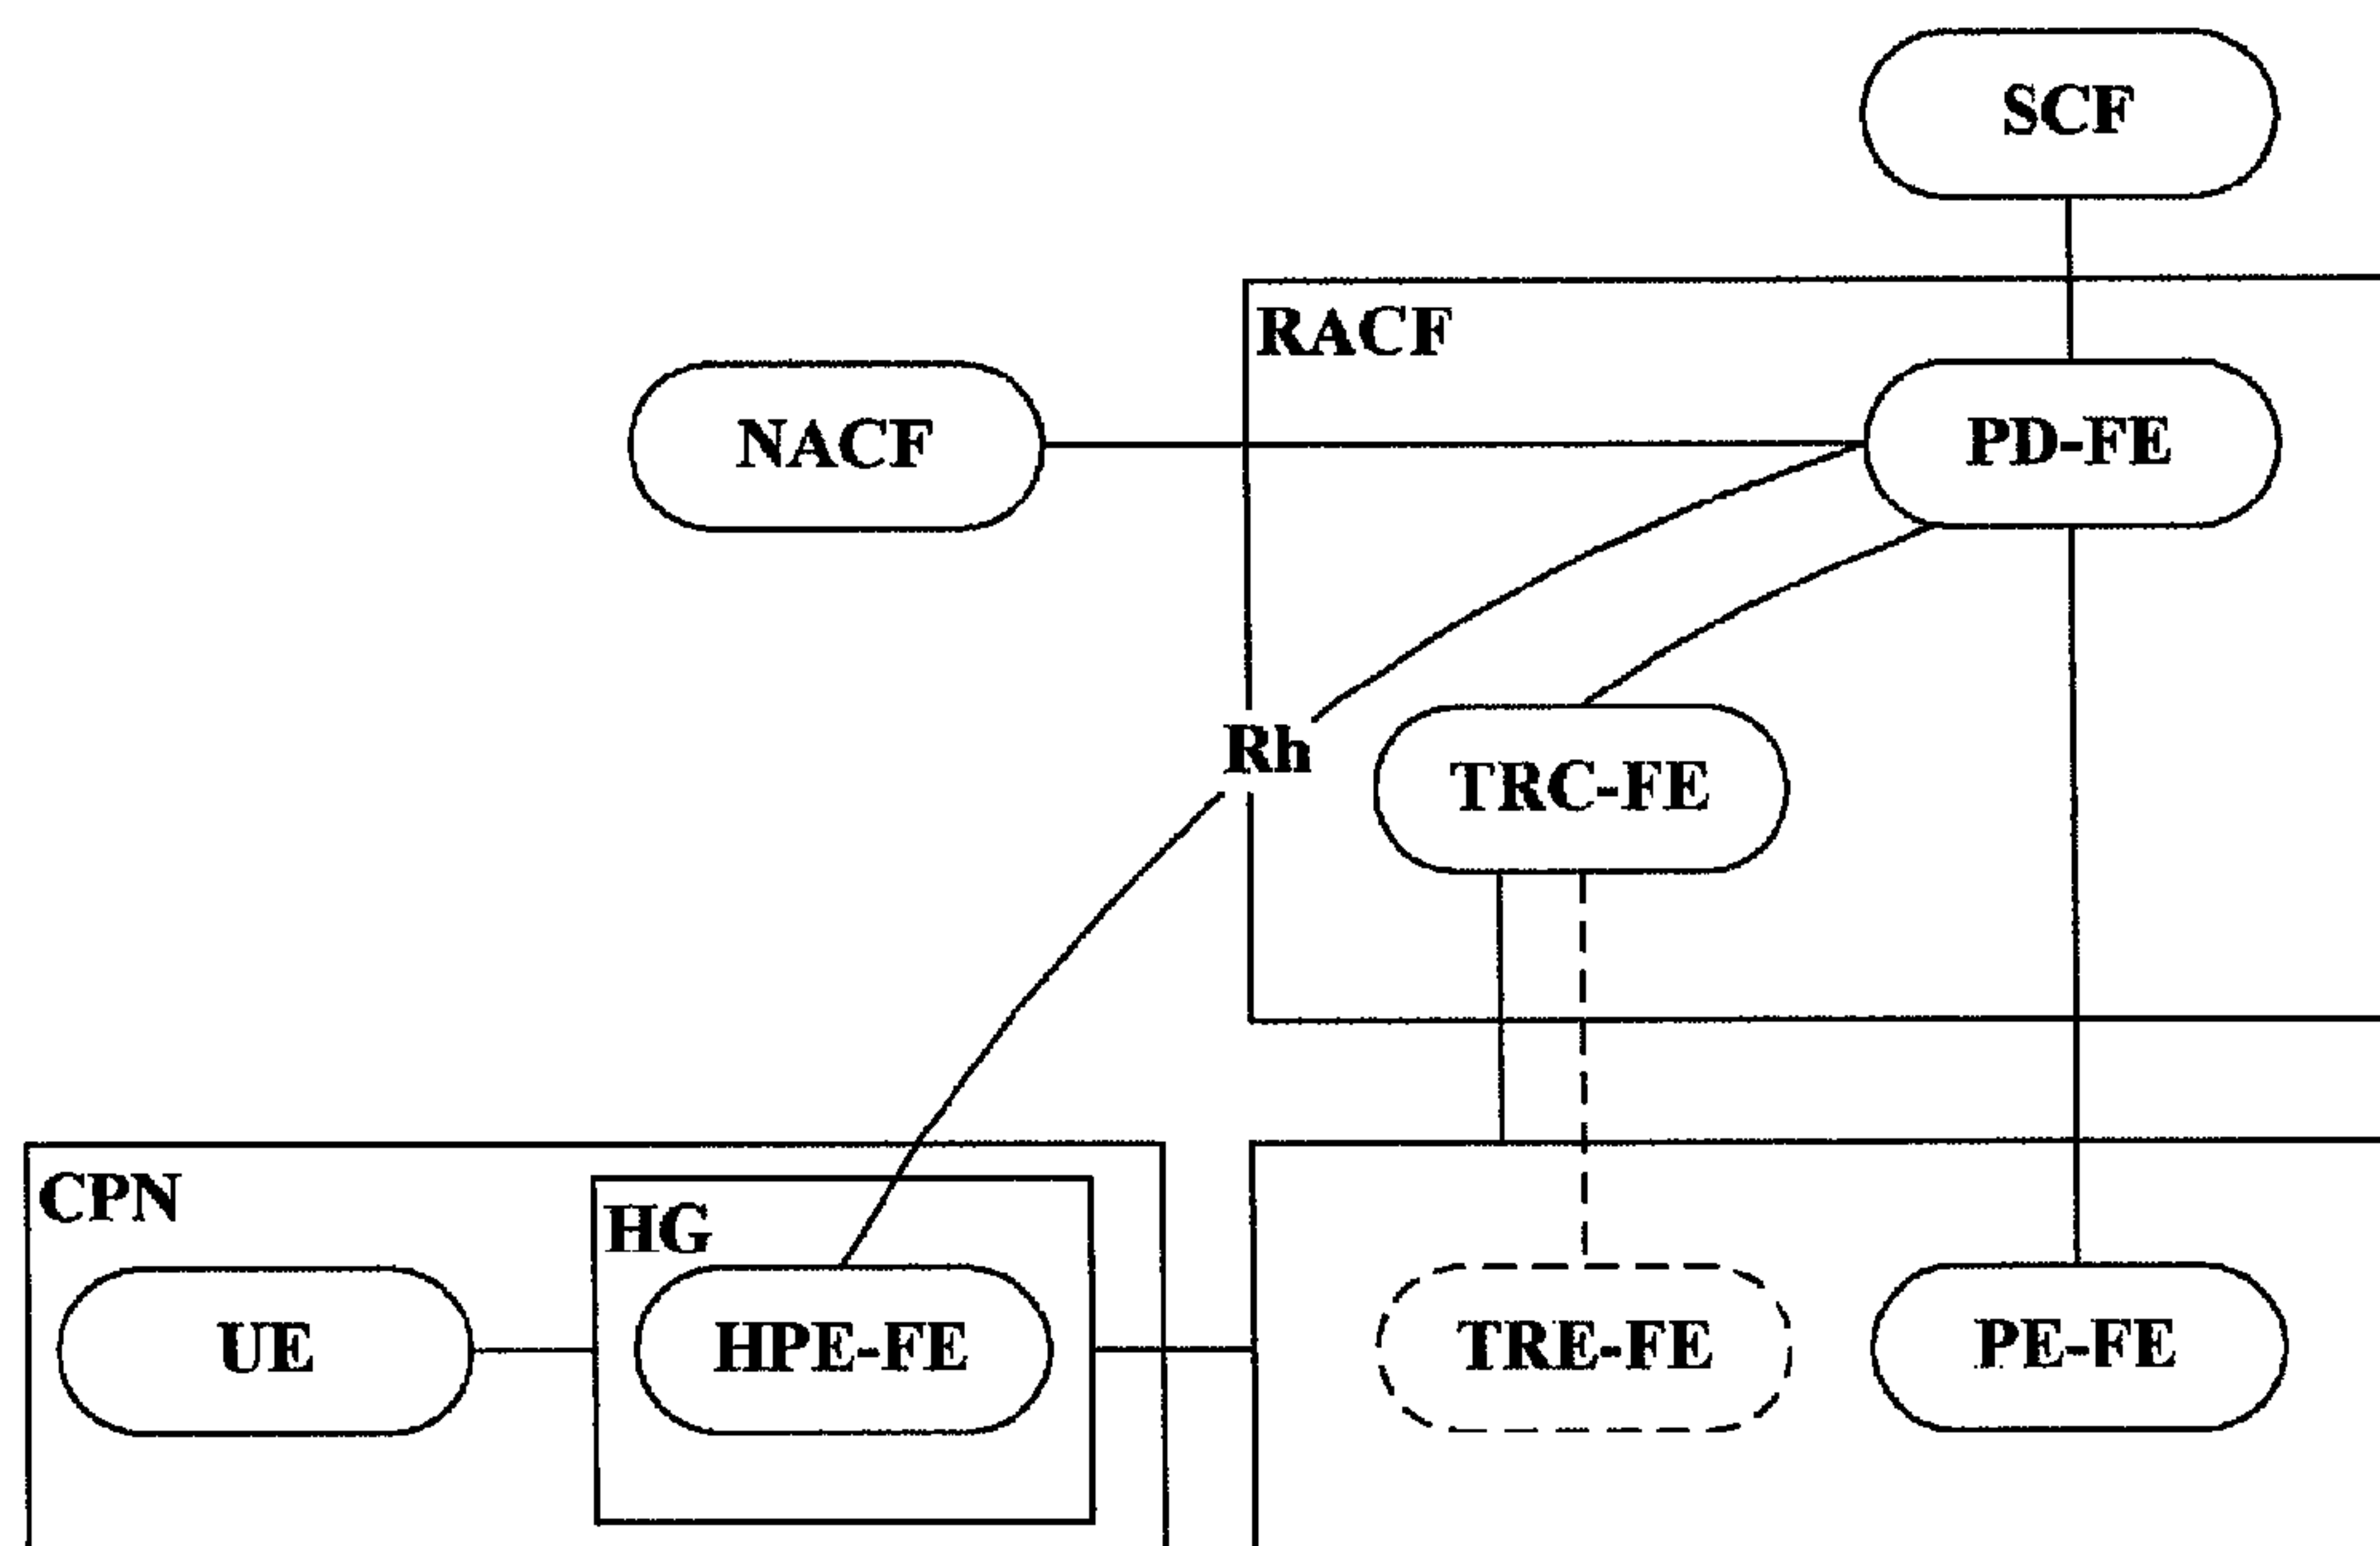 SCF
RACF
NACF
PD-FE
Rh
TRC-FE
CPN
HG
UE
HPE-FE
TRE-FE
PE-FE